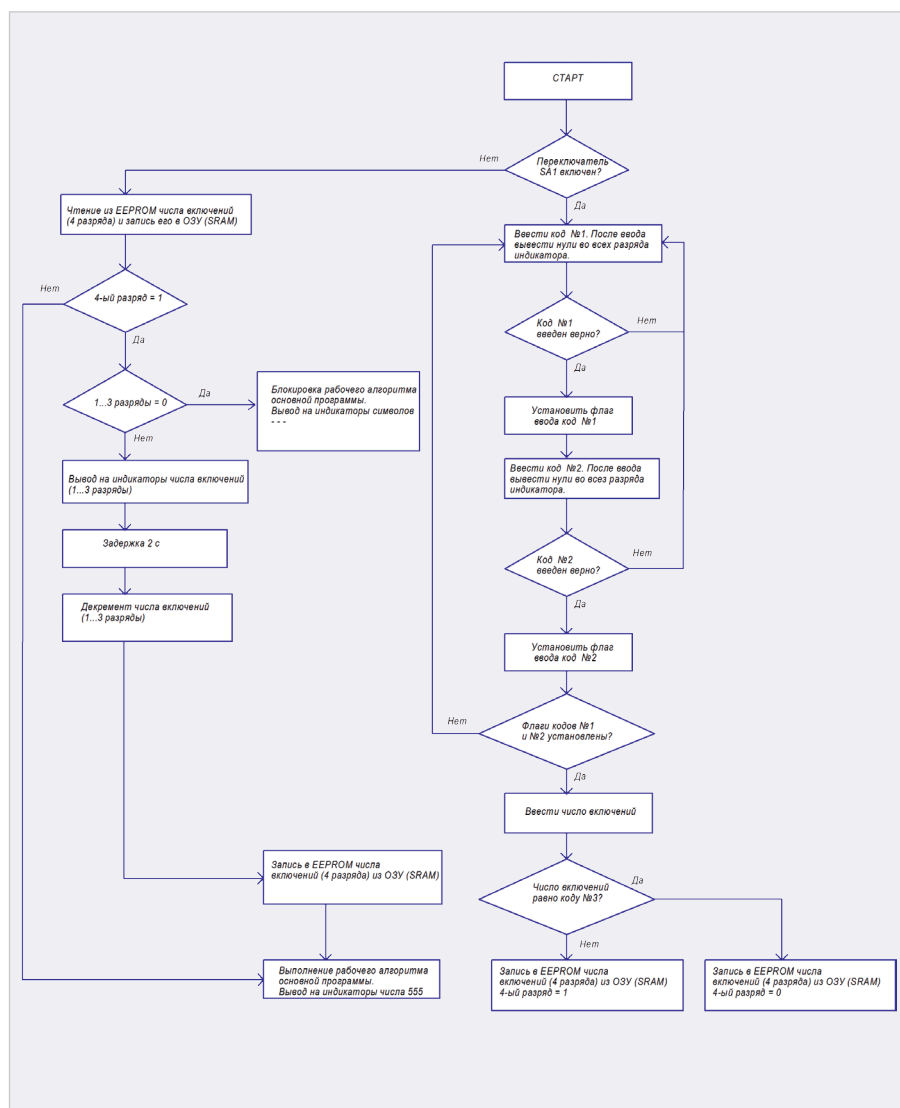 СТАРТ
Переключатель
SA1 включен?
Нет
Да
Чтение из EEPROM числа включений
(4 разряда) и запись его в ОЗУ (SRAM)
Ввести код №1. После ввода
вывести нули во всех разряда
индикатора.
4-ый разряд = 1
Нет
Да
Код №1
введен верно?
Нет
Да
1...3 разряды = 0
Да
Нет
Блокировка рабочего алгоритма
основной программы.
Вывод на индикаторы символов
- - -
Установить флаг
ввода код №1
Вывод на индикаторы числа включений
(1...3 разряды)
Ввести код №2. После ввода
вывести нули во всез разряда
индикатора.
Задержка 2 с
Код №2
введен верно?
Нет
Да
Декремент числа включений
(1...3 разряды)
Установить флаг
ввода код №2
Флаги кодов №1
и №2 установлены?
Нет
Да
Ввести число включений
Запись в EEPROM числа
включений (4 разряда) из ОЗУ (SRAM)
Число включений
равно коду №3?
Да
Нет
Выполнение рабочего алгоритма
основной программы.
Вывод на индикаторы числа 555
Запись в EEPROM числа
включений (4 разряда) из ОЗУ (SRAM)
4-ый разряд = 1
Запись в EEPROM числа
включений (4 разряда) из ОЗУ (SRAM)
4-ый разряд = 0